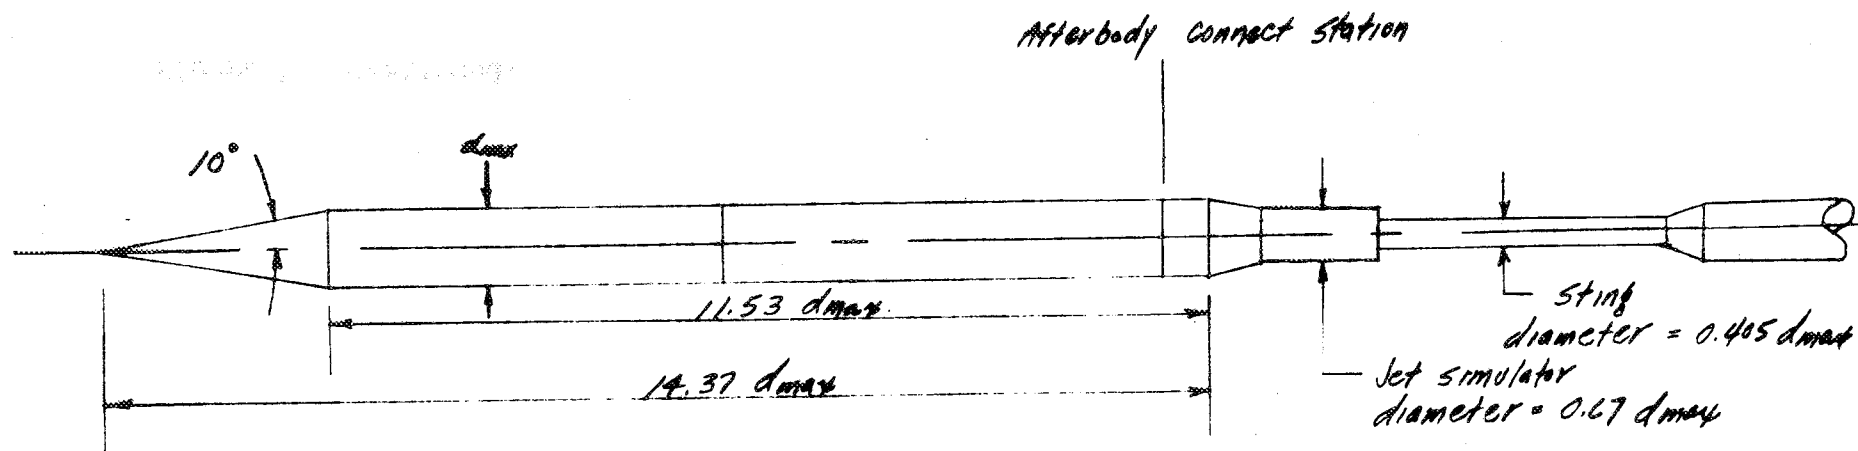 Afterbody connect station
10°
dmax
11.53 dmax
14.37 dmax
sting
diameter = 0.405 dmax
Jet simulator
diameter = 0.67 dmax